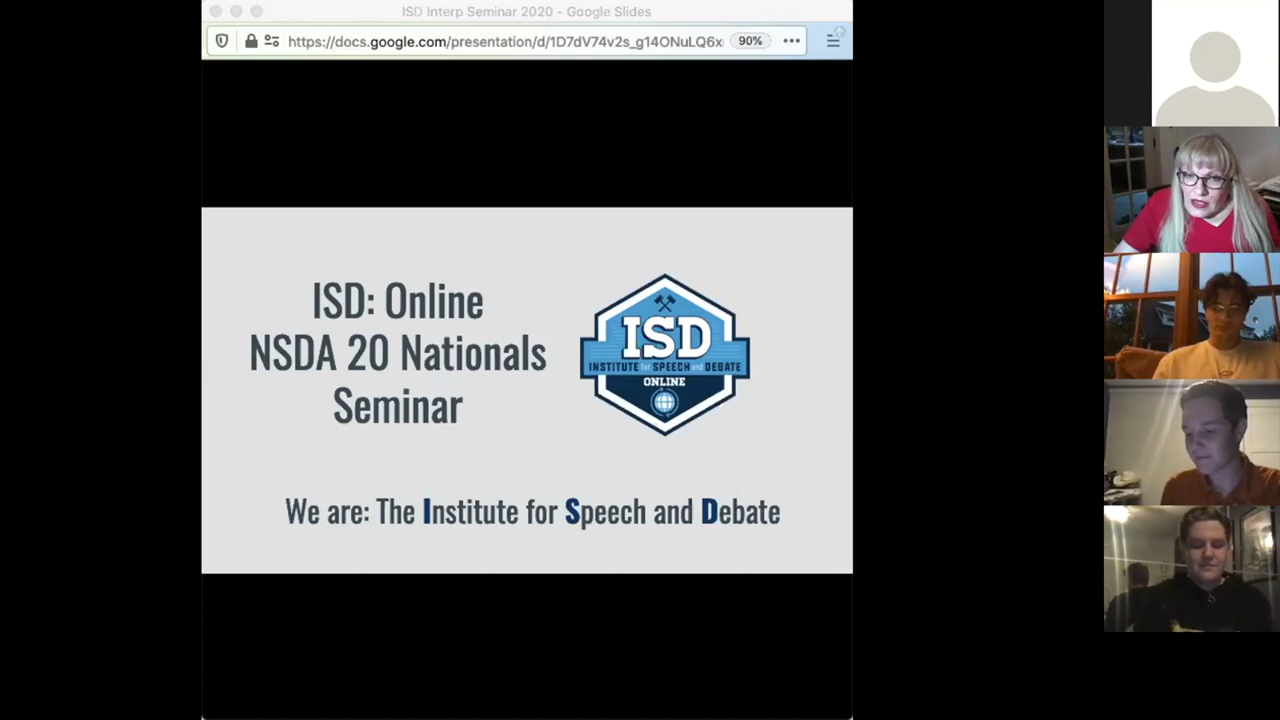 ISD Interp Seminar 2020 - Google Slides
https://docs.google.com/presentation/d/1D7dV74v2s_g14ONuLQ6x
90%
ISD: Online
NSDA 20 Nationals
Seminar
ISD
INSTITUTE for SPEECH and DEBATE
ONLINE
We are: The Institute for Speech and Debate